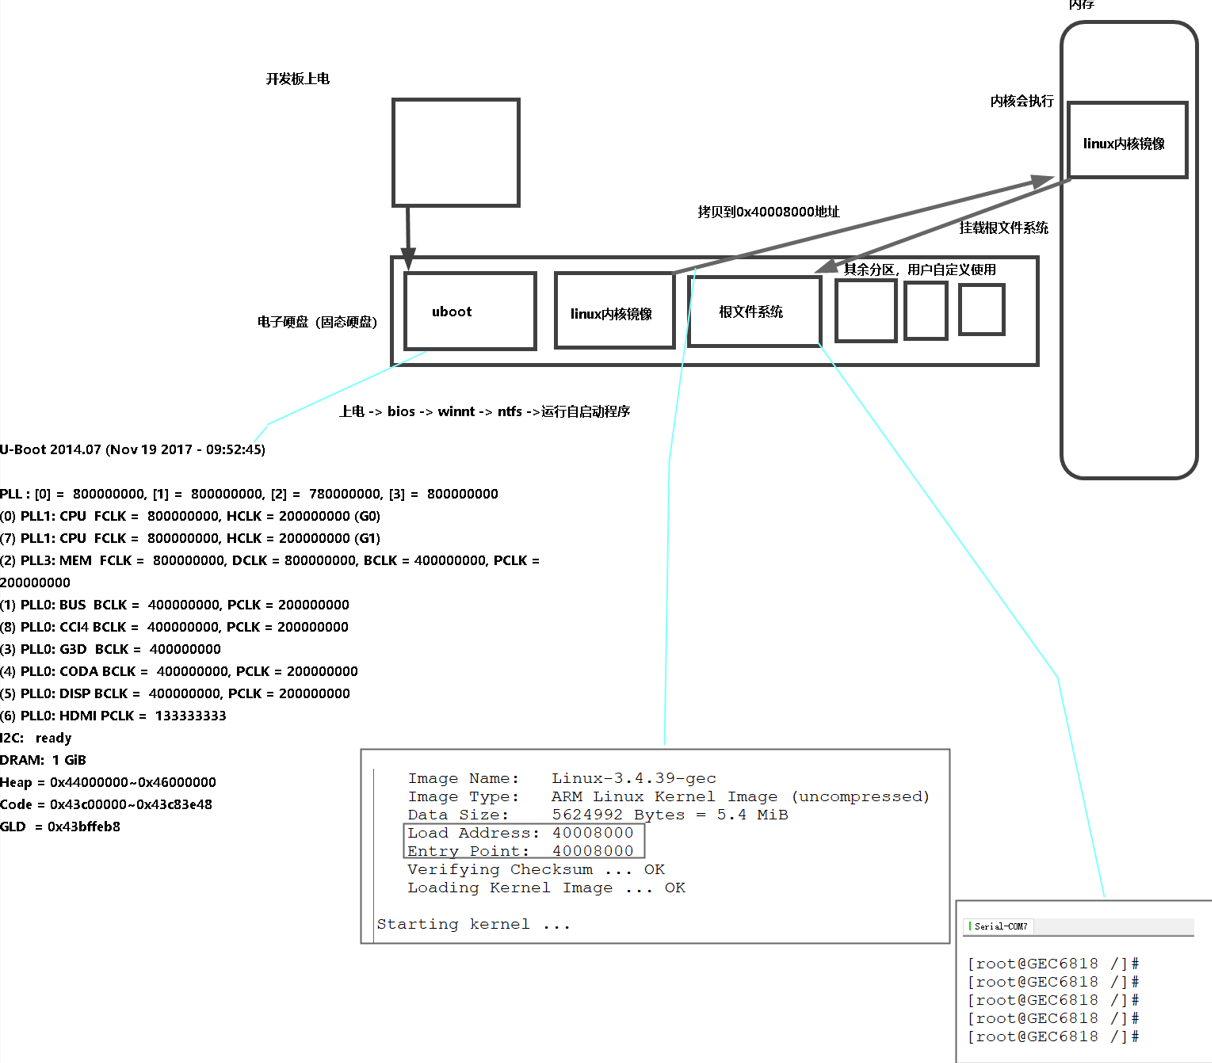 内存
开发板上电
内核会执行
linux内核镜像
拷贝到0x40008000地址
挂载根文件系统
其余分区，用户自定义使用
电子硬盘（固态硬盘）
uboot
linux内核镜像
根文件系统
上电 -> bios -> winnt -> ntfs ->运行自启动程序
U-Boot 2014.07 (Nov 19 2017 - 09:52:45)
PLL : [0] = 800000000, [1] = 800000000, [2] = 780000000, [3] = 800000000
(0) PLL1: CPU FCLK = 800000000, HCLK = 200000000 (G0)
(7) PLL1: CPU FCLK = 800000000, HCLK = 200000000 (G1)
(2) PLL3: MEM FCLK = 800000000, DCLK = 800000000, BCLK = 400000000, PCLK =
200000000
(1) PLL0: BUS BCLK = 400000000, PCLK = 200000000
(8) PLL0: CCI4 BCLK = 400000000, PCLK = 200000000
(3) PLL0: G3D BCLK = 400000000
(4) PLL0: CODA BCLK = 400000000, PCLK = 200000000
(5) PLL0: DISP BCLK = 400000000, PCLK = 200000000
(6) PLL0: HDMI PCLK = 133333333
I2C: ready
DRAM: 1 GiB
Heap = 0x44000000~0x46000000
Code = 0x43c00000~0x43c83e48
GLD = 0x43bffeb8
Image Name: Linux-3.4.39-gec
Image Type: ARM Linux Kernel Image (uncompressed)
Data Size: 5624992 Bytes = 5.4 MiB
Load Address: 40008000
Entry Point: 40008000
Verifying Checksum ... OK
Loading Kernel Image ... OK
Starting kernel ...
Serial-COM7
[root@GEC6818 /]#
[root@GEC6818 /]#
[root@GEC6818 /]#
[root@GEC6818 /]#
[root@GEC6818 /]#